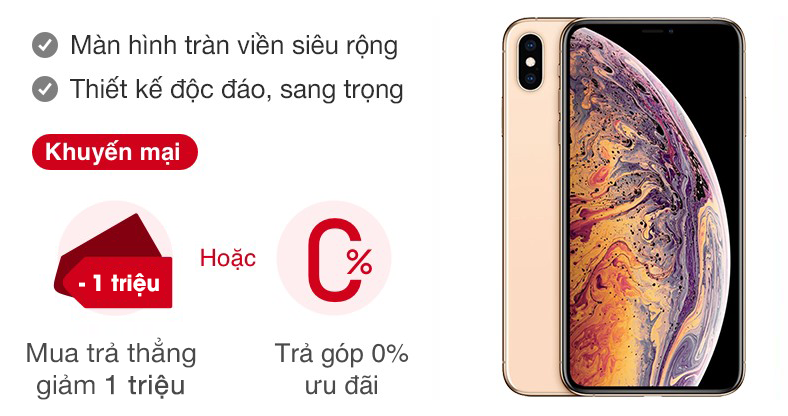 Màn hình tràn viền siêu rộng
Thiết kế độc đáo, sang trọng
Khuyến mại
- 1 triệu
Hoặc
0%
Mua trả thẳng
giảm 1 triệu
Trả góp 0%
ưu đãi